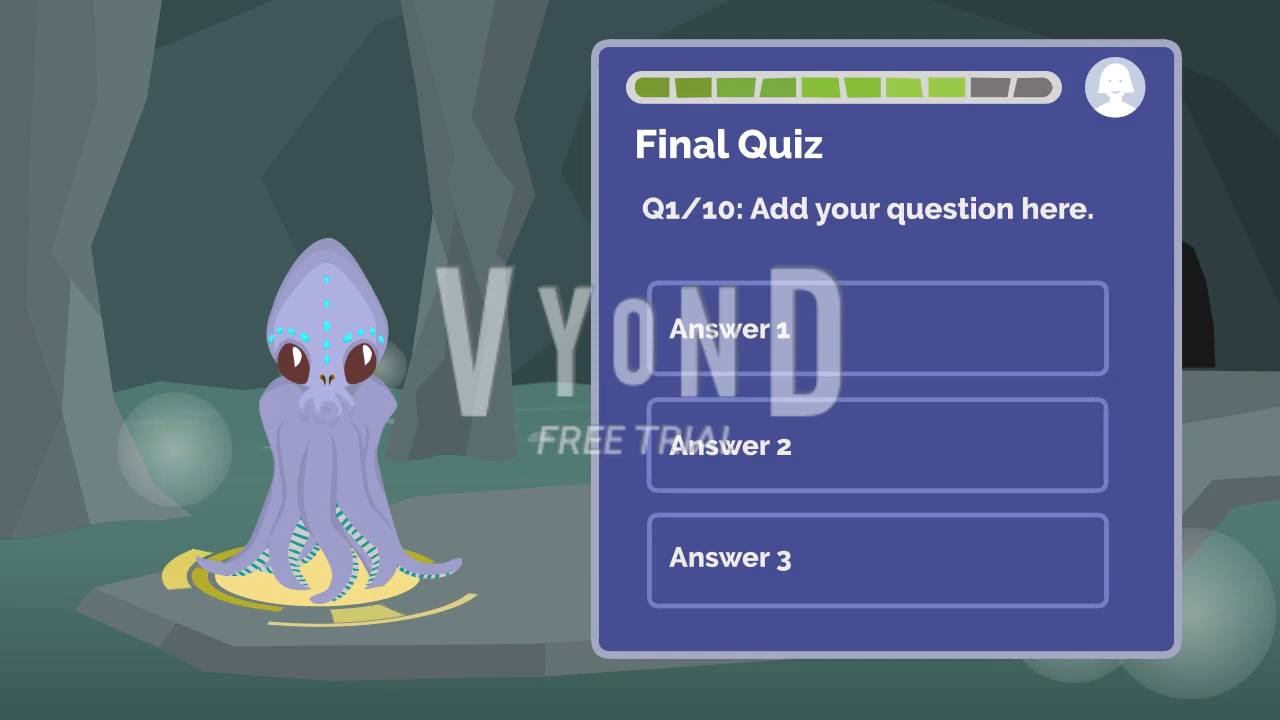 Final Quiz
Q1/10: Add your question here.
VYOND
FREE TRIAL
Answer 1
Answer 2
Answer 3